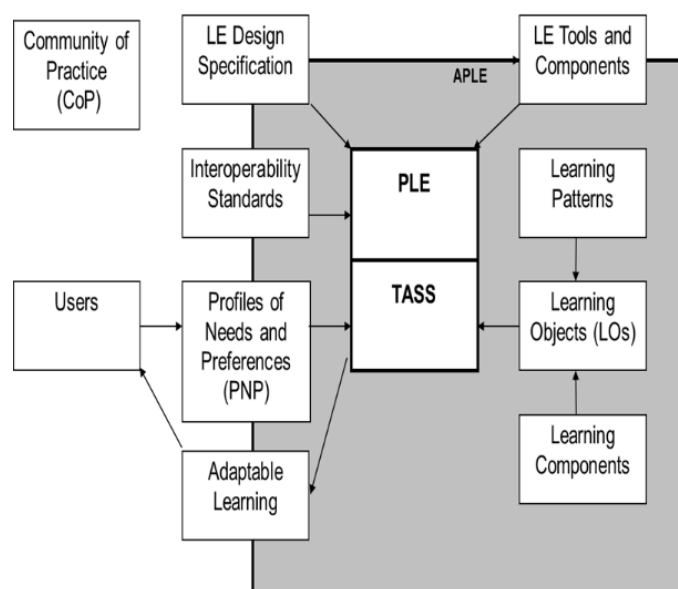 Community of
Practice
(CoP)
LE Design
Specification
LE Tools and
Components
APLE
Interoperability
Standards
PLE
Learning
Patterns
Users
Profiles of
Needs and
Preferences
(PNP)
TASS
Learning
Objects (LOs)
Adaptable
Learning
Learning
Components